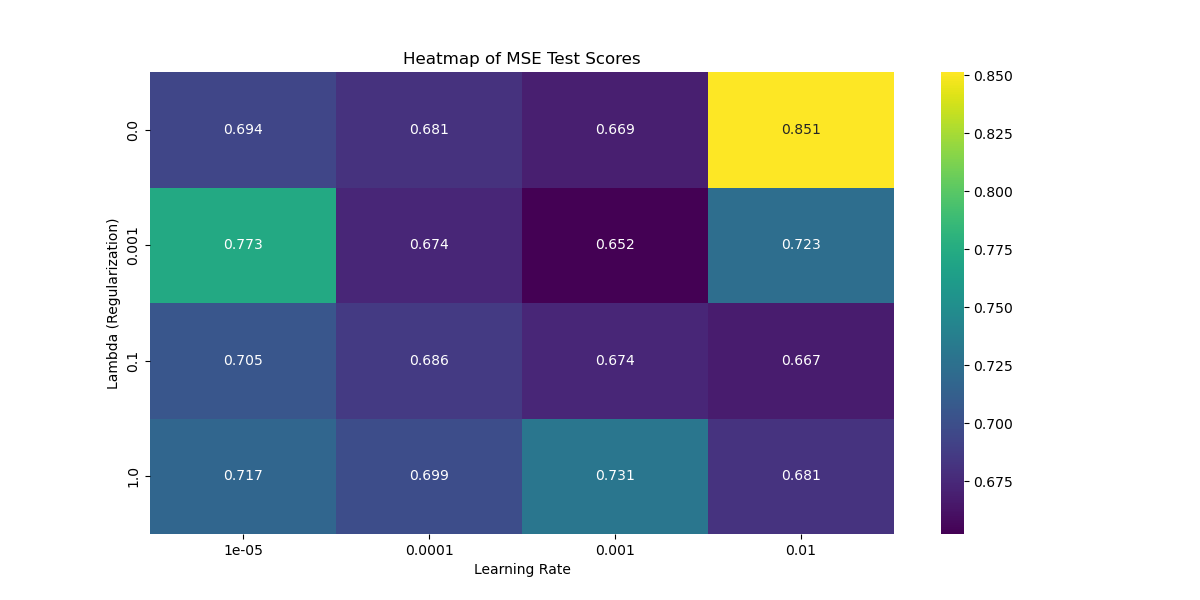 Heatmap of MSE Test Scores
0.694 0.681 0.669 0.851
0.773 0.674 0.652 0.723
0.705 0.686 0.674 0.667
0.717 0.699 0.731 0.681
0.0
0.001
0.1
1.0
Lambda (Regularization)
1e-05 0.0001 0.001 0.01
Learning Rate
0.850
0.825
0.800
0.775
0.750
0.725
0.700
0.675